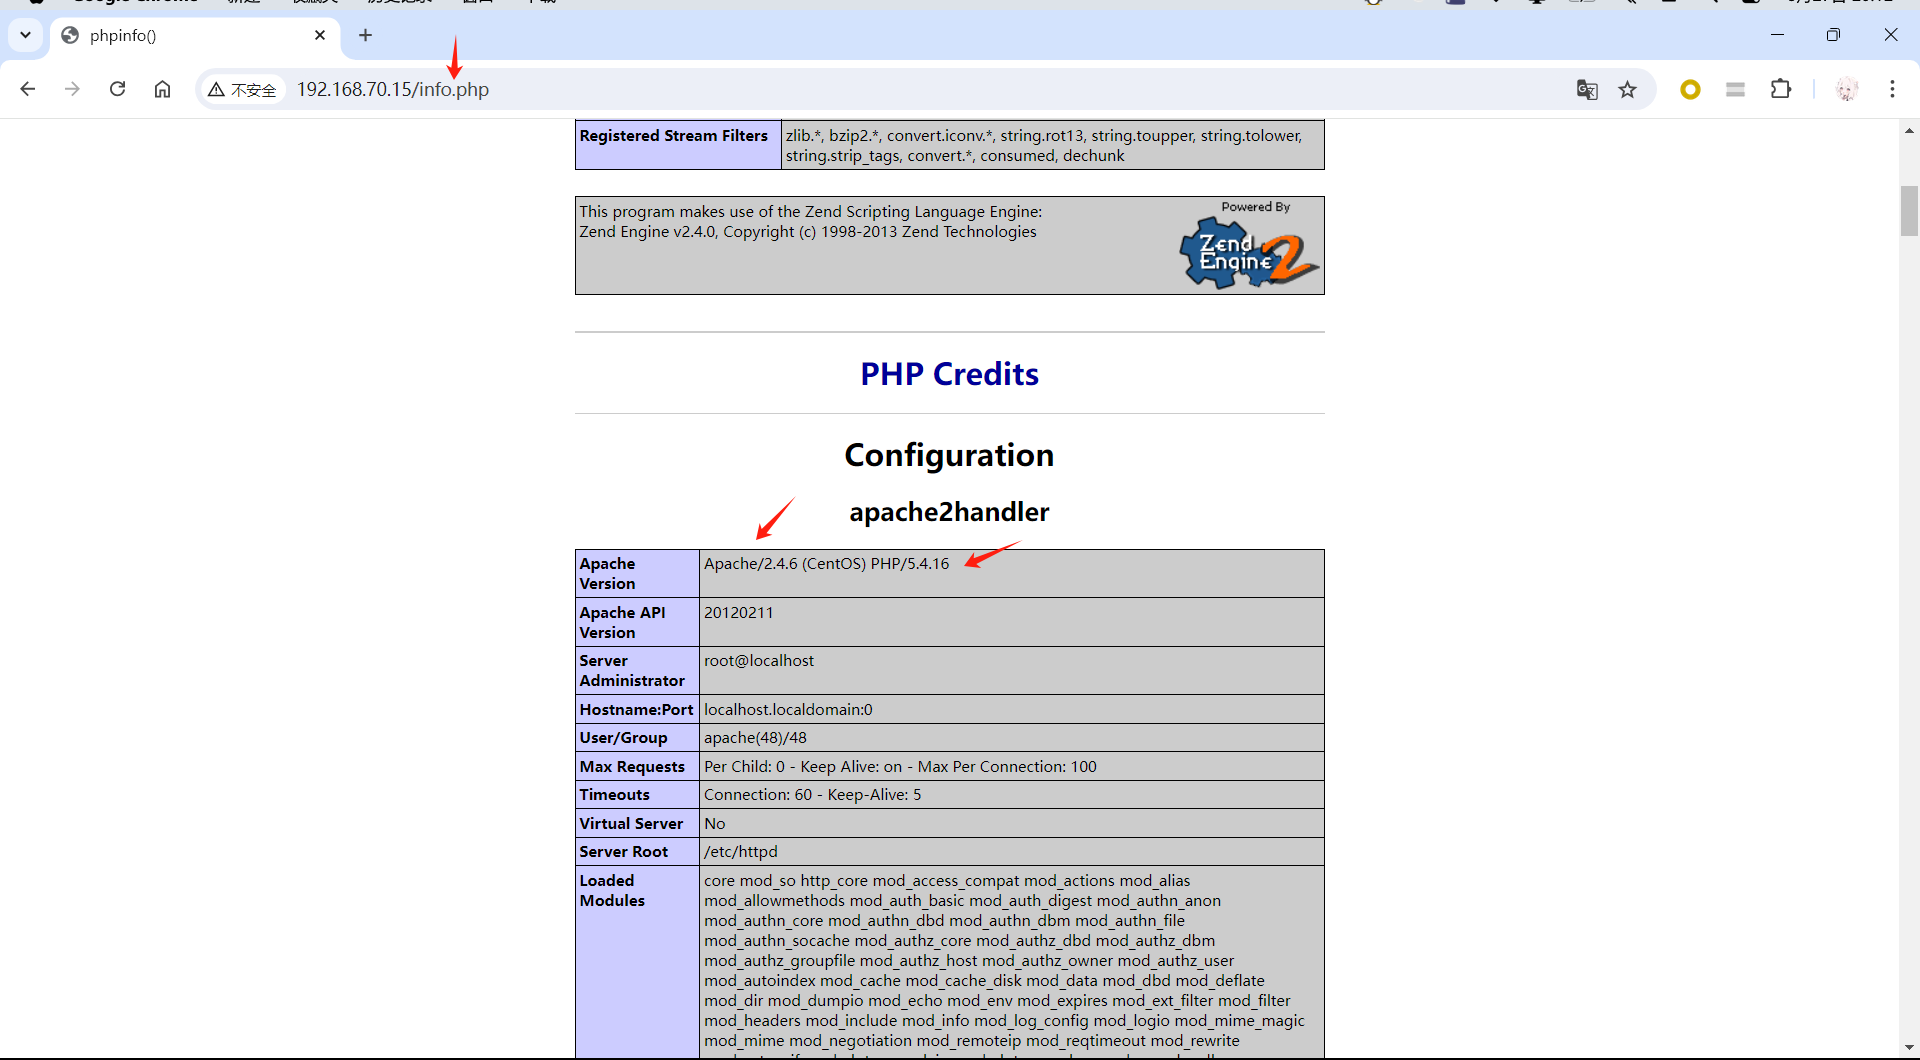 Google Chrome
phpinfo()
不安全
192.168.70.15/info.php
Registered Stream Filters
zlib.*, bzip2.*, convert.iconv.*, string.rot13, string.toupper, string.tolower,
string.strip_tags, convert.*, consumed, dechunk
This program makes use of the Zend Scripting Language Engine:
Zend Engine v2.4.0, Copyright (c) 1998-2013 Zend Technologies
Powered By
Zend
Engine 2
PHP Credits
Configuration
apache2handler
Apache
Version
Apache/2.4.6 (CentOS) PHP/5.4.16
Apache API
Version
20120211
Server
Administrator
root@localhost
Hostname:Port
localhost.localdomain:0
User/Group
apache(48)/48
Max Requests
Per Child: 0 - Keep Alive: on - Max Per Connection: 100
Timeouts
Connection: 60 - Keep-Alive: 5
Virtual Server
No
Server Root
/etc/httpd
Loaded
Modules
core mod_so http_core mod_access_compat mod_actions mod_alias
mod_allowmethods mod_auth_basic mod_auth_digest mod_authn_anon
mod_authn_core mod_authn_dbd mod_authn_dbm mod_authn_file
mod_authn_socache mod_authz_core mod_authz_dbd mod_authz_dbm
mod_authz_groupfile mod_authz_host mod_authz_owner mod_authz_user
mod_autoindex mod_cache mod_cache_disk mod_data mod_dbd mod_deflate
mod_dir mod_dumpio mod_echo mod_env mod_expires mod_ext_filter mod_filter
mod_headers mod_include mod_info mod_log_config mod_logio mod_mime_magic
mod_mime mod_negotiation mod_remoteip mod_reqtimeout mod_rewrite